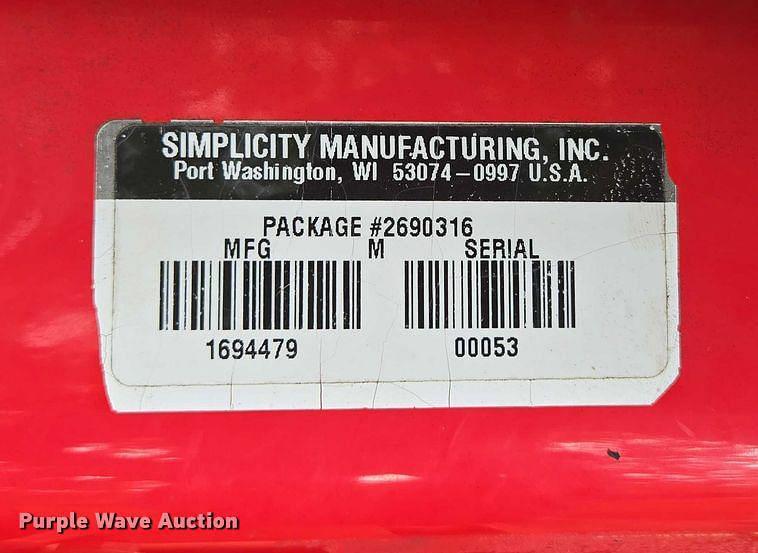 SIMPLICITY MANUFACTURING, INC.
Port Washington, WI 53074-0997 U.S.A.
PACKAGE #2690316
MFG M SERIAL
1694479 00053
Purple Wave Auction